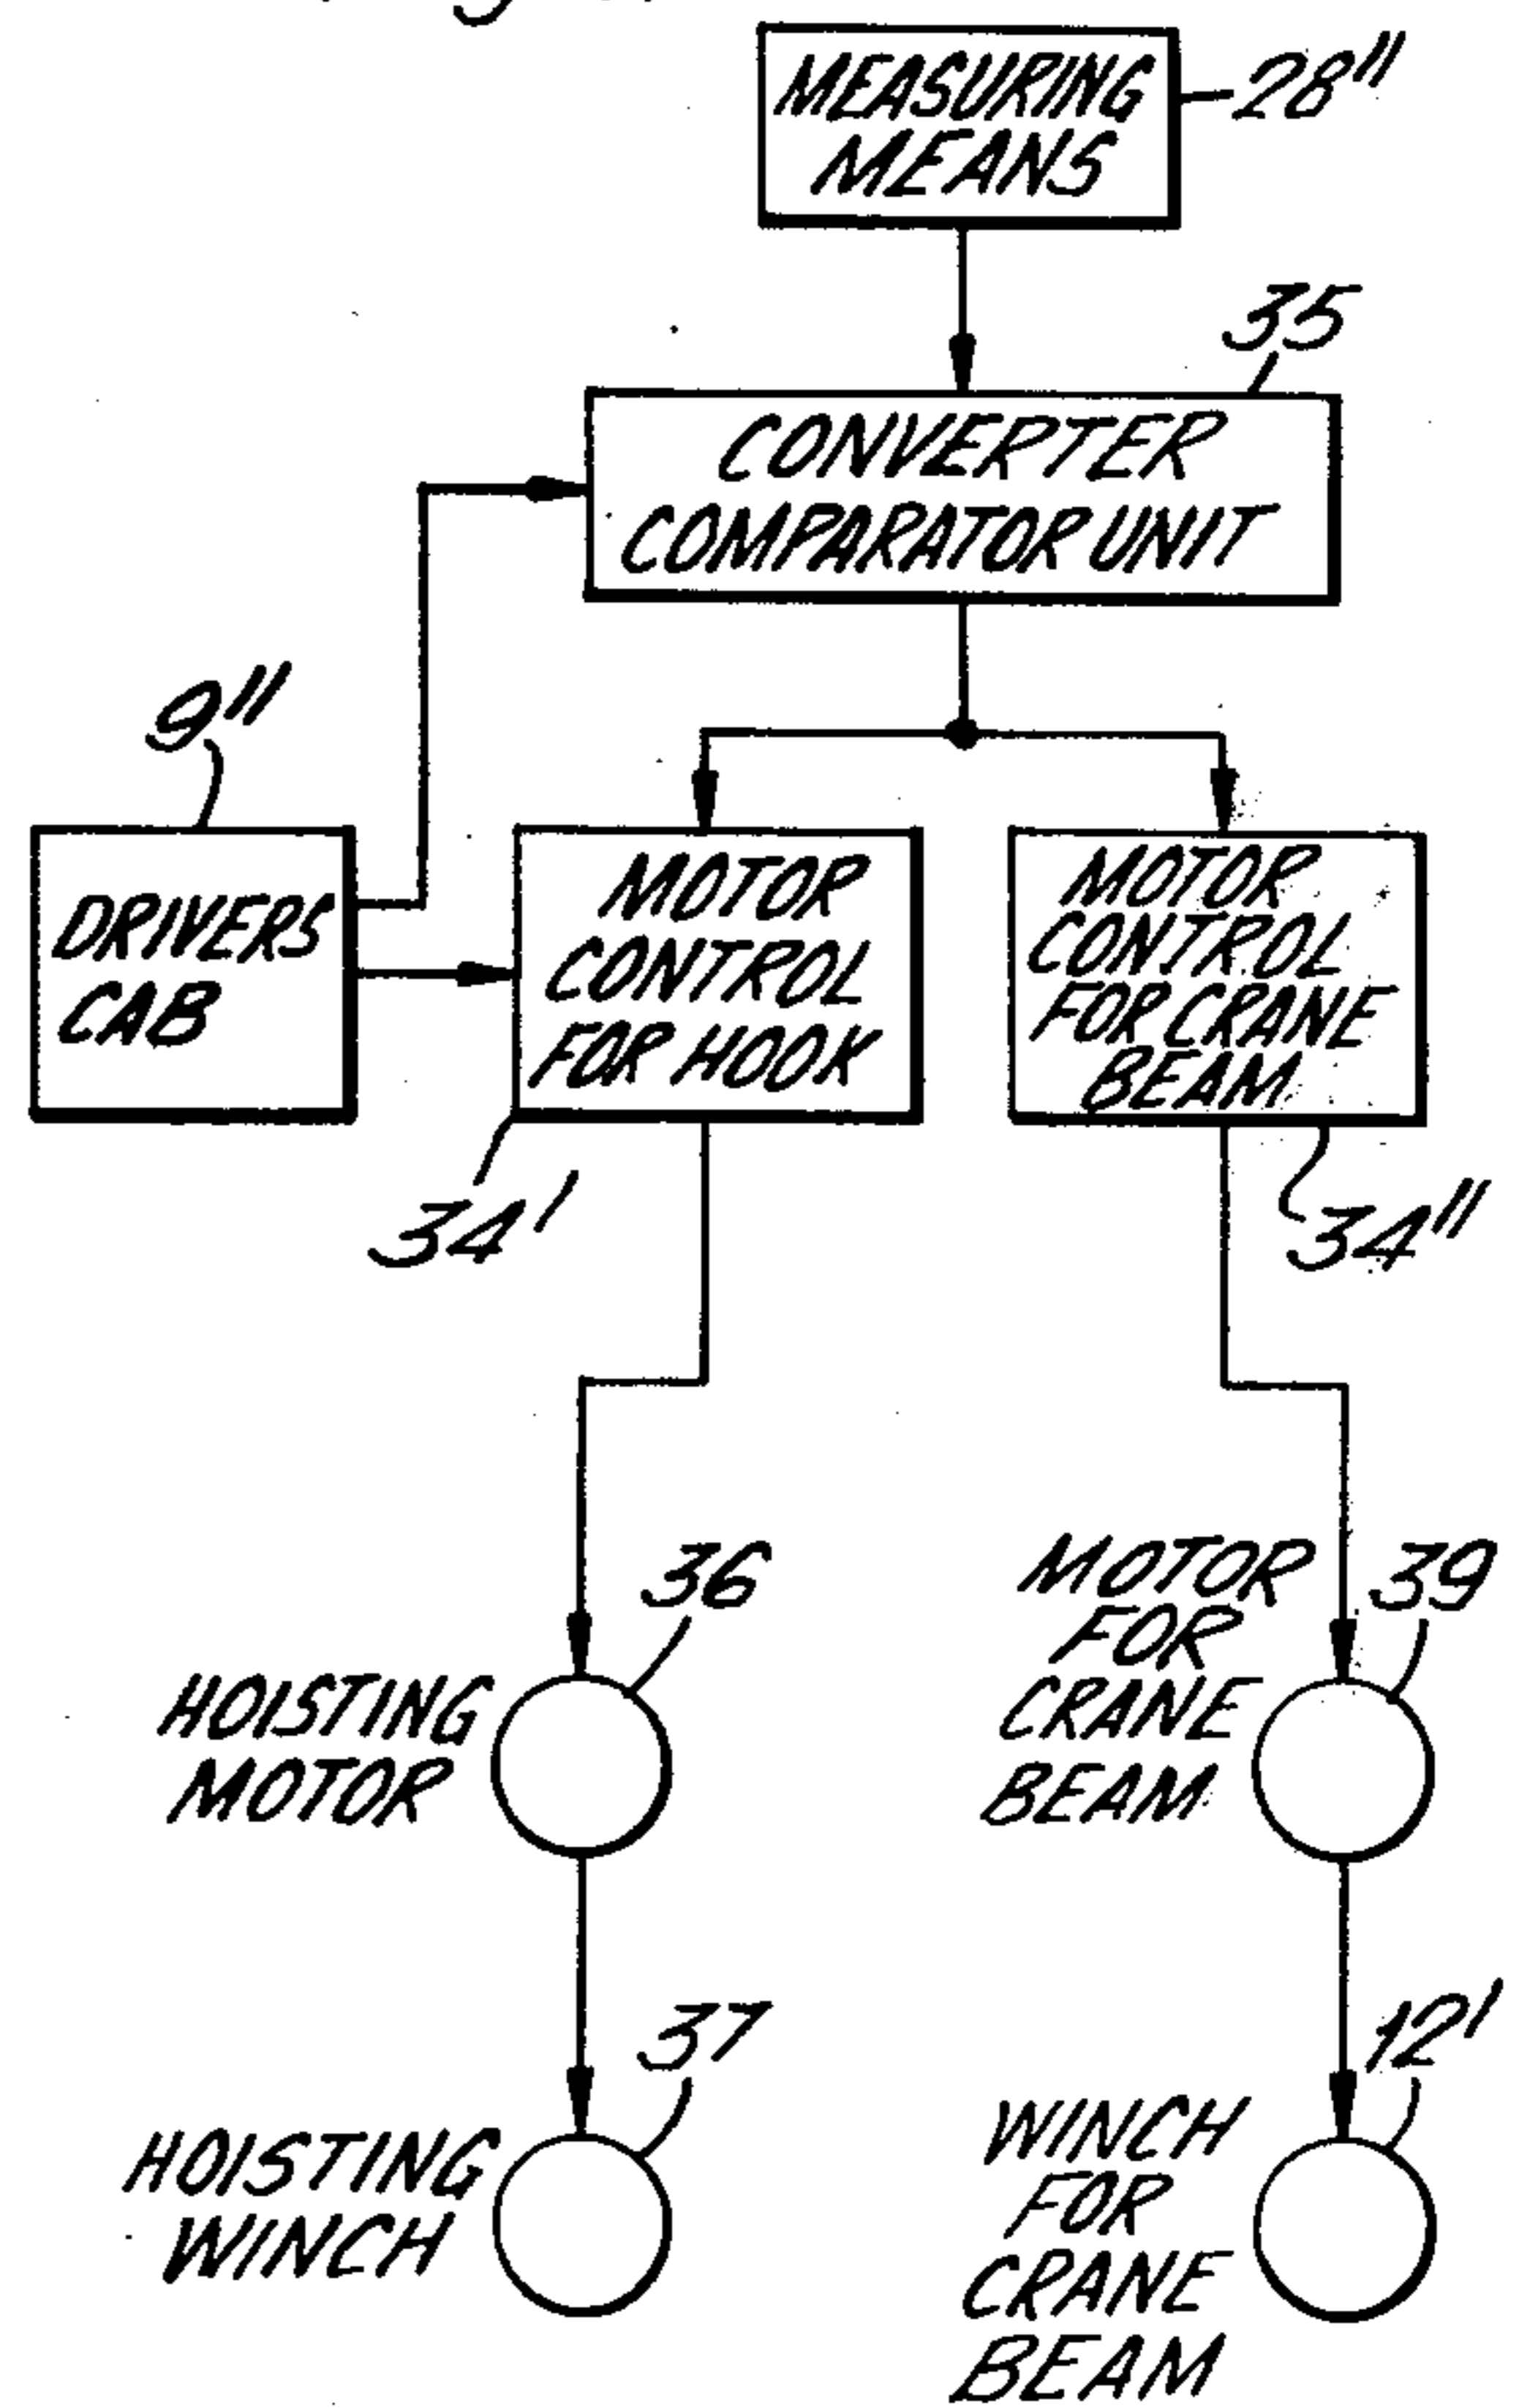 MEASURING
MEANS
28"
35
CONVERTER
COMPARATOR UNIT
9"
DRIVERS
CAB
MOTOR
CONTROL
FOR HOOK
MOTOR
CONTROL
FOR CRANE
BEAM
34'
34"
36
HOISTING
MOTOR
MOTOR
FOR
CRANE
BEAM
39
37
HOISTING
WINCH
12'
WINCH
FOR
CRANE
BEAM